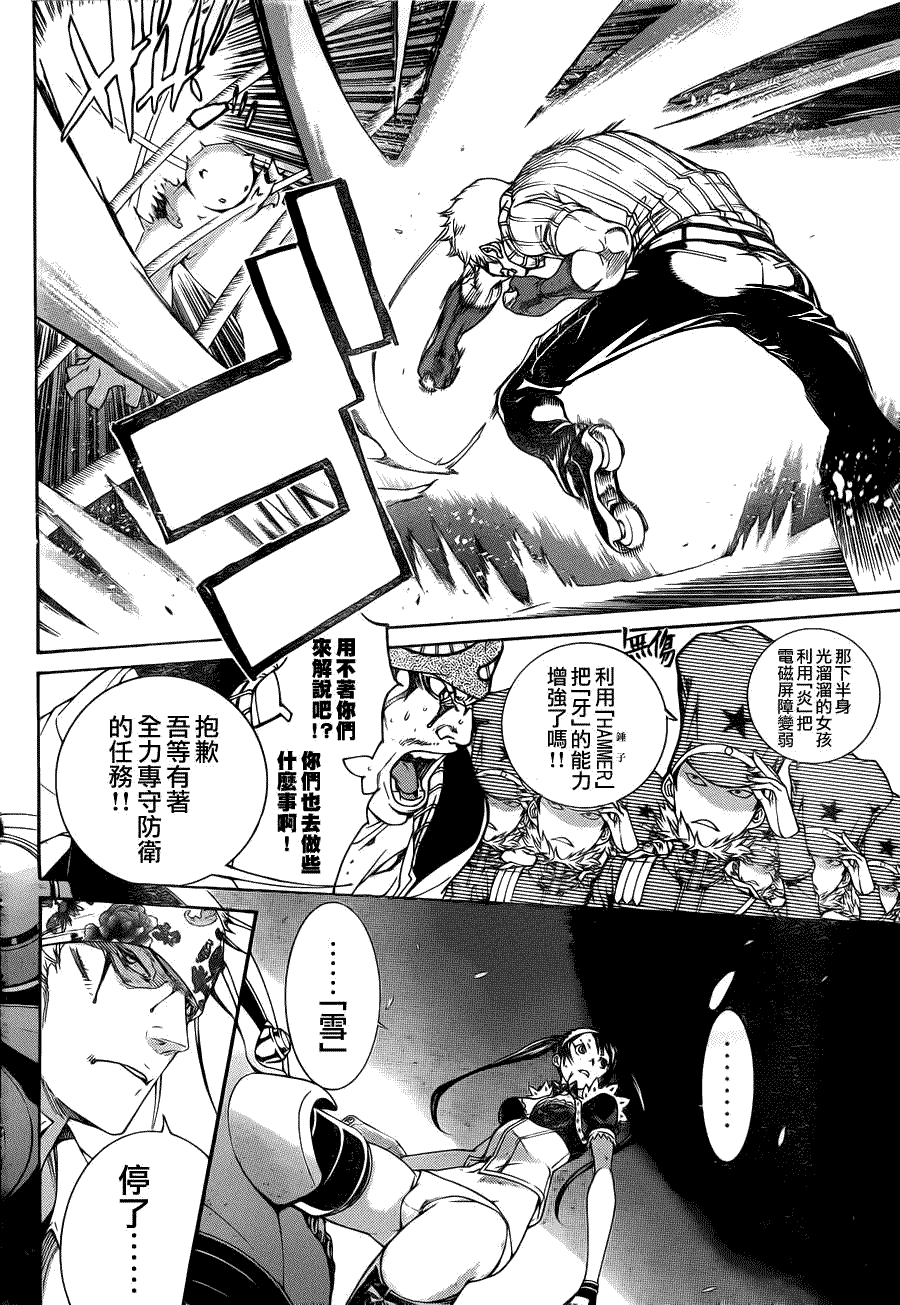 ゴ
無傷
那下半身
光溜溜的女孩
利用「炎」把
電磁屏障變弱
利用「HAMMER」
錘子
把「牙」的能力
增強了嗎!!
用不著你們
來解說吧!?
你們也去做些
什麼事啊!
抱歉
吾等有著
全力專守防衛
的任務!!
………
……「雪」
停了……